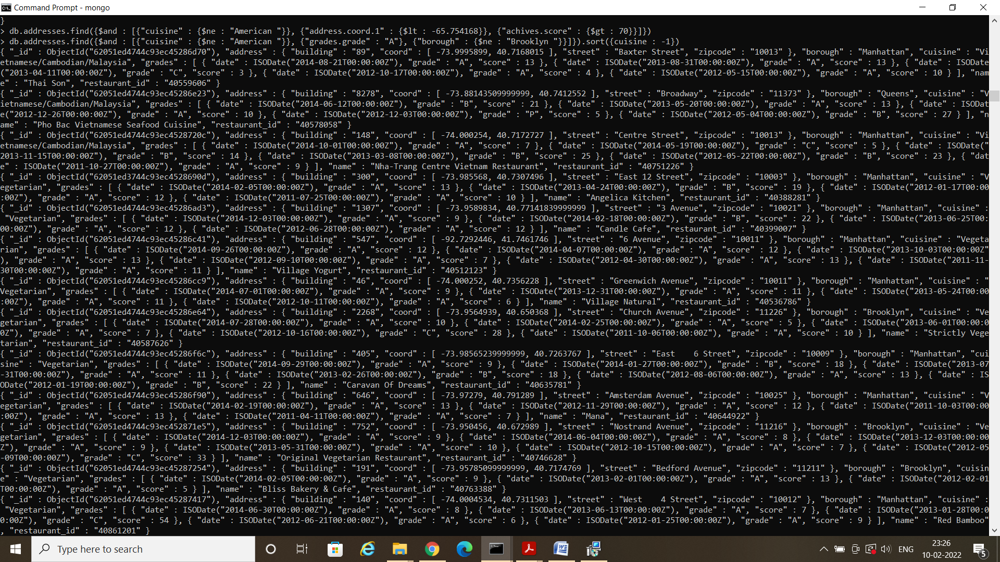 Command Prompt - mongo
}
> db.addresses.find({$and : [{"cuisine" : {$ne : "American "}}, {"address.coord.1" : {$lt : -65.754168}}, {"achives.score" : {$gt : 70}}]})
> db.addresses.find({$and : [{"cuisine" : {$ne : "American "}}, {"grades.grade" : "A"}, {"borough" : {$ne : "Brooklyn "}}]}).sort({cuisine : -1})
{ "_id" : ObjectId("62051ed4744c93ec45286d70"), "address" : { "building" : "89", "coord" : [ -73.9995899, 40.7168015 ], "street" : "Baxter Street", "zipcode" : "10013" }, "borough" : "Manhattan", "cuisine" : "Vi
etnamese/Cambodian/Malaysia", "grades" : [ { "date" : ISODate("2014-08-21T00:00:00Z"), "grade" : "A", "score" : 13 }, { "date" : ISODate("2013-08-31T00:00:00Z"), "grade" : "A", "score" : 13 }, { "date" : ISODate
("2013-04-11T00:00:00Z"), "grade" : "C", "score" : 3 }, { "date" : ISODate("2012-10-17T00:00:00Z"), "grade" : "A", "score" : 4 }, { "date" : ISODate("2012-05-15T00:00:00Z"), "grade" : "A", "score" : 10 } ], "nam
e" : "Thai Son", "restaurant_id" : "40559606" }
{ "_id" : ObjectId("62051ed4744c93ec45286e23"), "address" : { "building" : "8278", "coord" : [ -73.88143509999999, 40.7412552 ], "street" : "Broadway", "zipcode" : "11373" }, "borough" : "Queens", "cuisine" : "V
ietnamese/Cambodian/Malaysia", "grades" : [ { "date" : ISODate("2014-06-12T00:00:00Z"), "grade" : "B", "score" : 21 }, { "date" : ISODate("2013-05-20T00:00:00Z"), "grade" : "A", "score" : 13 }, { "date" : ISODat
e("2012-12-26T00:00:00Z"), "grade" : "A", "score" : 10 }, { "date" : ISODate("2012-12-03T00:00:00Z"), "grade" : "P", "score" : 5 }, { "date" : ISODate("2012-05-04T00:00:00Z"), "grade" : "B", "score" : 27 } ], "n
ame" : "Pho Bac Vietnamese Seafood Cuisine", "restaurant_id" : "40578058" }
{ "_id" : ObjectId("62051ed4744c93ec4528720c"), "address" : { "building" : "148", "coord" : [ -74.000254, 40.7172727 ], "street" : "Centre Street", "zipcode" : "10013" }, "borough" : "Manhattan", "cuisine" : "Vi
etnamese/Cambodian/Malaysia", "grades" : [ { "date" : ISODate("2014-10-01T00:00:00Z"), "grade" : "A", "score" : 7 }, { "date" : ISODate("2014-05-19T00:00:00Z"), "grade" : "C", "score" : 5 }, { "date" : ISODate("
2013-11-15T00:00:00Z"), "grade" : "B", "score" : 14 }, { "date" : ISODate("2013-03-08T00:00:00Z"), "grade" : "B", "score" : 25 }, { "date" : ISODate("2012-05-22T00:00:00Z"), "grade" : "B", "score" : 23 }, { "dat
e" : ISODate("2011-10-27T00:00:00Z"), "grade" : "A", "score" : 9 } ], "name" : "Nha-Trang Centre Vietnam Restaurant", "restaurant_id" : "40751226" }
{ "_id" : ObjectId("62051ed3744c93ec4528690d"), "address" : { "building" : "300", "coord" : [ -73.985568, 40.7307496 ], "street" : "East 12 Street", "zipcode" : "10003" }, "borough" : "Manhattan", "cuisine" : "V
egetarian", "grades" : [ { "date" : ISODate("2014-02-05T00:00:00Z"), "grade" : "A", "score" : 13 }, { "date" : ISODate("2013-04-24T00:00:00Z"), "grade" : "B", "score" : 19 }, { "date" : ISODate("2012-01-17T00:00
:00Z"), "grade" : "A", "score" : 12 }, { "date" : ISODate("2011-07-25T00:00:00Z"), "grade" : "A", "score" : 10 } ], "name" : "Angelica Kitchen", "restaurant_id" : "40388281" }
{ "_id" : ObjectId("62051ed4744c93ec45286ad3"), "address" : { "building" : "1307", "coord" : [ -73.9589834, 40.77141839999999 ], "street" : "3 Avenue", "zipcode" : "10021" }, "borough" : "Manhattan", "cuisine" :
"Vegetarian", "grades" : [ { "date" : ISODate("2014-12-03T00:00:00Z"), "grade" : "A", "score" : 9 }, { "date" : ISODate("2014-02-18T00:00:00Z"), "grade" : "B", "score" : 22 }, { "date" : ISODate("2013-06-25T00:
00:00Z"), "grade" : "A", "score" : 12 }, { "date" : ISODate("2012-06-28T00:00:00Z"), "grade" : "A", "score" : 12 } ], "name" : "Candle Cafe", "restaurant_id" : "40399007" }
{ "_id" : ObjectId("62051ed4744c93ec45286c41"), "address" : { "building" : "547", "coord" : [ -92.7292446, 41.7461746 ], "street" : "6 Avenue", "zipcode" : "10011" }, "borough" : "Manhattan", "cuisine" : "Vegeta
rian", "grades" : [ { "date" : ISODate("2014-09-26T00:00:00Z"), "grade" : "A", "score" : 12 }, { "date" : ISODate("2014-04-07T00:00:00Z"), "grade" : "A", "score" : 12 }, { "date" : ISODate("2013-10-03T00:00:00Z"
), "grade" : "A", "score" : 13 }, { "date" : ISODate("2012-09-10T00:00:00Z"), "grade" : "A", "score" : 7 }, { "date" : ISODate("2012-04-30T00:00:00Z"), "grade" : "A", "score" : 13 }, { "date" : ISODate("2011-11-
30T00:00:00Z"), "grade" : "A", "score" : 11 } ], "name" : "Village Yogurt", "restaurant_id" : "40512123" }
{ "_id" : ObjectId("62051ed4744c93ec45286cc9"), "address" : { "building" : "46", "coord" : [ -74.000252, 40.7356228 ], "street" : "Greenwich Avenue", "zipcode" : "10011" }, "borough" : "Manhattan", "cuisine" : "
Vegetarian", "grades" : [ { "date" : ISODate("2014-07-01T00:00:00Z"), "grade" : "A", "score" : 9 }, { "date" : ISODate("2013-12-31T00:00:00Z"), "grade" : "A", "score" : 11 }, { "date" : ISODate("2013-05-24T00:00
:00Z"), "grade" : "A", "score" : 11 }, { "date" : ISODate("2012-10-11T00:00:00Z"), "grade" : "A", "score" : 6 } ], "name" : "Village Natural", "restaurant_id" : "40536786" }
{ "_id" : ObjectId("62051ed4744c93ec45286e64"), "address" : { "building" : "2268", "coord" : [ -73.9564939, 40.650368 ], "street" : "Church Avenue", "zipcode" : "11226" }, "borough" : "Brooklyn", "cuisine" : "Ve
getarian", "grades" : [ { "date" : ISODate("2014-07-28T00:00:00Z"), "grade" : "A", "score" : 10 }, { "date" : ISODate("2014-02-25T00:00:00Z"), "grade" : "A", "score" : 5 }, { "date" : ISODate("2013-06-01T00:00:0
0Z"), "grade" : "A", "score" : 7 }, { "date" : ISODate("2012-10-16T00:00:00Z"), "grade" : "C", "score" : 28 }, { "date" : ISODate("2011-10-06T00:00:00Z"), "grade" : "A", "score" : 10 } ], "name" : "Strictly Vege
tarian", "restaurant_id" : "40587626" }
{ "_id" : ObjectId("62051ed4744c93ec45286f6c"), "address" : { "building" : "405", "coord" : [ -73.98565239999999, 40.7263767 ], "street" : "East    6 Street", "zipcode" : "10009" }, "borough" : "Manhattan", "cui
sine" : "Vegetarian", "grades" : [ { "date" : ISODate("2014-09-29T00:00:00Z"), "grade" : "A", "score" : 9 }, { "date" : ISODate("2014-01-27T00:00:00Z"), "grade" : "B", "score" : 18 }, { "date" : ISODate("2013-07
-31T00:00:00Z"), "grade" : "A", "score" : 11 }, { "date" : ISODate("2013-02-26T00:00:00Z"), "grade" : "B", "score" : 18 }, { "date" : ISODate("2012-08-06T00:00:00Z"), "grade" : "A", "score" : 13 }, { "date" : IS
ODate("2012-01-19T00:00:00Z"), "grade" : "B", "score" : 22 } ], "name" : "Caravan Of Dreams", "restaurant_id" : "40635781" }
{ "_id" : ObjectId("62051ed4744c93ec45286f90"), "address" : { "building" : "646", "coord" : [ -73.97279, 40.791289 ], "street" : "Amsterdam Avenue", "zipcode" : "10025" }, "borough" : "Manhattan", "cuisine" : "V
egetarian", "grades" : [ { "date" : ISODate("2014-02-19T00:00:00Z"), "grade" : "A", "score" : 13 }, { "date" : ISODate("2012-11-29T00:00:00Z"), "grade" : "A", "score" : 12 }, { "date" : ISODate("2011-10-03T00:00
:00Z"), "grade" : "A", "score" : 13 }, { "date" : ISODate("2011-04-11T00:00:00Z"), "grade" : "A", "score" : 7 } ], "name" : "Mana", "restaurant_id" : "40644922" }
{ "_id" : ObjectId("62051ed4744c93ec452871e5"), "address" : { "building" : "752", "coord" : [ -73.950456, 40.672989 ], "street" : "Nostrand Avenue", "zipcode" : "11216" }, "borough" : "Brooklyn", "cuisine" : "Ve
getarian", "grades" : [ { "date" : ISODate("2014-12-03T00:00:00Z"), "grade" : "A", "score" : 9 }, { "date" : ISODate("2014-06-04T00:00:00Z"), "grade" : "A", "score" : 8 }, { "date" : ISODate("2013-12-03T00:00:00
Z"), "grade" : "A", "score" : 9 }, { "date" : ISODate("2013-05-31T00:00:00Z"), "grade" : "A", "score" : 10 }, { "date" : ISODate("2012-10-15T00:00:00Z"), "grade" : "A", "score" : 7 }, { "date" : ISODate("2012-05
-09T00:00:00Z"), "grade" : "C", "score" : 33 } ], "name" : "Original Vegetarian Restaurant", "restaurant_id" : "40746628" }
{ "_id" : ObjectId("62051ed4744c93ec45287254"), "address" : { "building" : "191", "coord" : [ -73.95785099999999, 40.7174769 ], "street" : "Bedford Avenue", "zipcode" : "11211" }, "borough" : "Brooklyn", "cuisin
e" : "Vegetarian", "grades" : [ { "date" : ISODate("2014-02-05T00:00:00Z"), "grade" : "A", "score" : 9 }, { "date" : ISODate("2013-02-01T00:00:00Z"), "grade" : "A", "score" : 13 }, { "date" : ISODate("2012-02-01
T00:00:00Z"), "grade" : "A", "score" : 5 } ], "name" : "Bliss Bakery & Cafe", "restaurant_id" : "40763388" }
{ "_id" : ObjectId("62051ed4744c93ec45287417"), "address" : { "building" : "140", "coord" : [ -74.0004534, 40.7311503 ], "street" : "West    4 Street", "zipcode" : "10012" }, "borough" : "Manhattan", "cuisine" :
"Vegetarian", "grades" : [ { "date" : ISODate("2014-06-30T00:00:00Z"), "grade" : "A", "score" : 8 }, { "date" : ISODate("2013-06-13T00:00:00Z"), "grade" : "A", "score" : 7 }, { "date" : ISODate("2013-01-28T00:0
0:00Z"), "grade" : "C", "score" : 54 }, { "date" : ISODate("2012-06-21T00:00:00Z"), "grade" : "A", "score" : 6 }, { "date" : ISODate("2012-01-25T00:00:00Z"), "grade" : "A", "score" : 9 } ], "name" : "Red Bamboo"
, "restaurant_id" : "40861201" }
Type here to search
ENG
23:26
10-02-2022
5